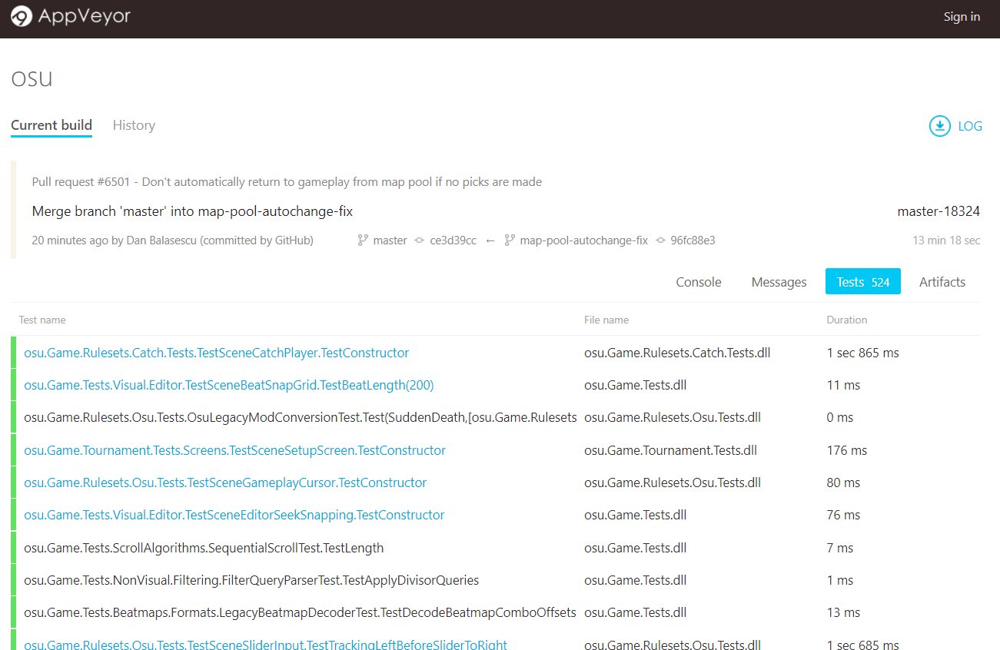 AppVeyor
Sign in
osu
Current build History
LOG
Pull request #6501 - Don't automatically return to gameplay from map pool if no picks are made
Merge branch 'master' into map-pool-autochange-fix
master-18324
20 minutes ago by Dan Balasescu (committed by GitHub) master ce3d39cc ← map-pool-autochange-fix 96fc88e3
13 min 18 sec
Console Messages Tests 524 Artifacts
Test name File name Duration
osu.Game.Rulesets.Catch.Tests.TestSceneCatchPlayer.TestConstructor osu.Game.Rulesets.Catch.Tests.dll 1 sec 865 ms
osu.Game.Tests.Visual.Editor.TestSceneBeatSnapGrid.TestBeatLength(200) osu.Game.Tests.dll 11 ms
osu.Game.Rulesets.Osu.Tests.OsuLegacyModConversionTest.Test(SuddenDeath,[osu.Game.Rulesets osu.Game.Rulesets.Osu.Tests.dll 0 ms
osu.Game.Tournament.Tests.Screens.TestSceneSetupScreen.TestConstructor osu.Game.Tournament.Tests.dll 176 ms
osu.Game.Rulesets.Osu.Tests.TestSceneGameplayCursor.TestConstructor osu.Game.Rulesets.Osu.Tests.dll 80 ms
osu.Game.Tests.Visual.Editor.TestSceneEditorSeekSnapping.TestConstructor osu.Game.Tests.dll 76 ms
osu.Game.Tests.ScrollAlgorithms.SequentialScrollTest.TestLength osu.Game.Tests.dll 7 ms
osu.Game.Tests.NonVisual.Filtering.FilterQueryParserTest.TestApplyDivisorQueries osu.Game.Tests.dll 1 ms
osu.Game.Tests.Beatmaps.Formats.LegacyBeatmapDecoderTest.TestDecodeBeatmapComboOffsets osu.Game.Tests.dll 13 ms
osu.Game.Rulesets.Osu.Tests.TestSceneSliderInput.TestTrackingLeftBeforeSliderToRight osu.Game.Rulesets.Osu.Tests.dll 1 sec 685 ms